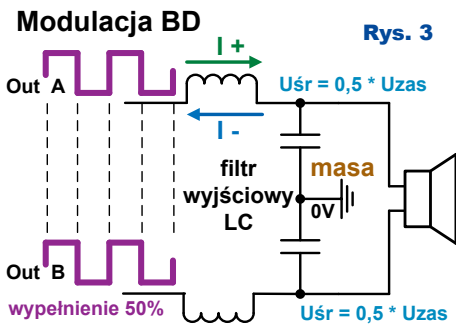 Modulacja BD
Rys. 3
I +
Out A
Uśr = 0,5 * Uzas
I -
filtr
wyjściowy
LC
masa
0V
Out B
wypełnienie 50%
Uśr = 0,5 * Uzas